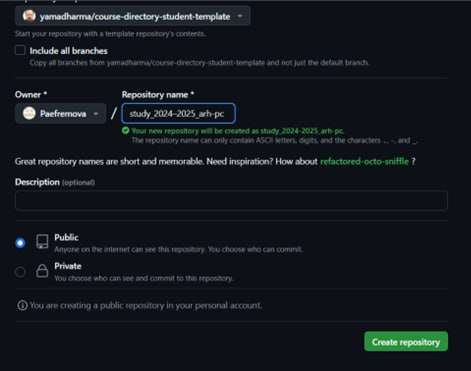 yamadharma/course-directory-student-template
Start your repository with a template repository's contents.
Include all branches
Copy all branches from yamadharma/course-directory-student-template and not just the default branch.
Owner * Repository name *
Paefremova / study_2024–2025_arh-pc
Your new repository will be created as study_2024-2025_arh-pc.
The repository name can only contain ASCII letters, digits, and the characters ., -, and _.
Great repository names are short and memorable. Need inspiration? How about refactored-octo-sniffle ?
Description (optional)
Public
Anyone on the internet can see this repository. You choose who can commit.
Private
You choose who can see and commit to this repository.
You are creating a public repository in your personal account.
Create repository